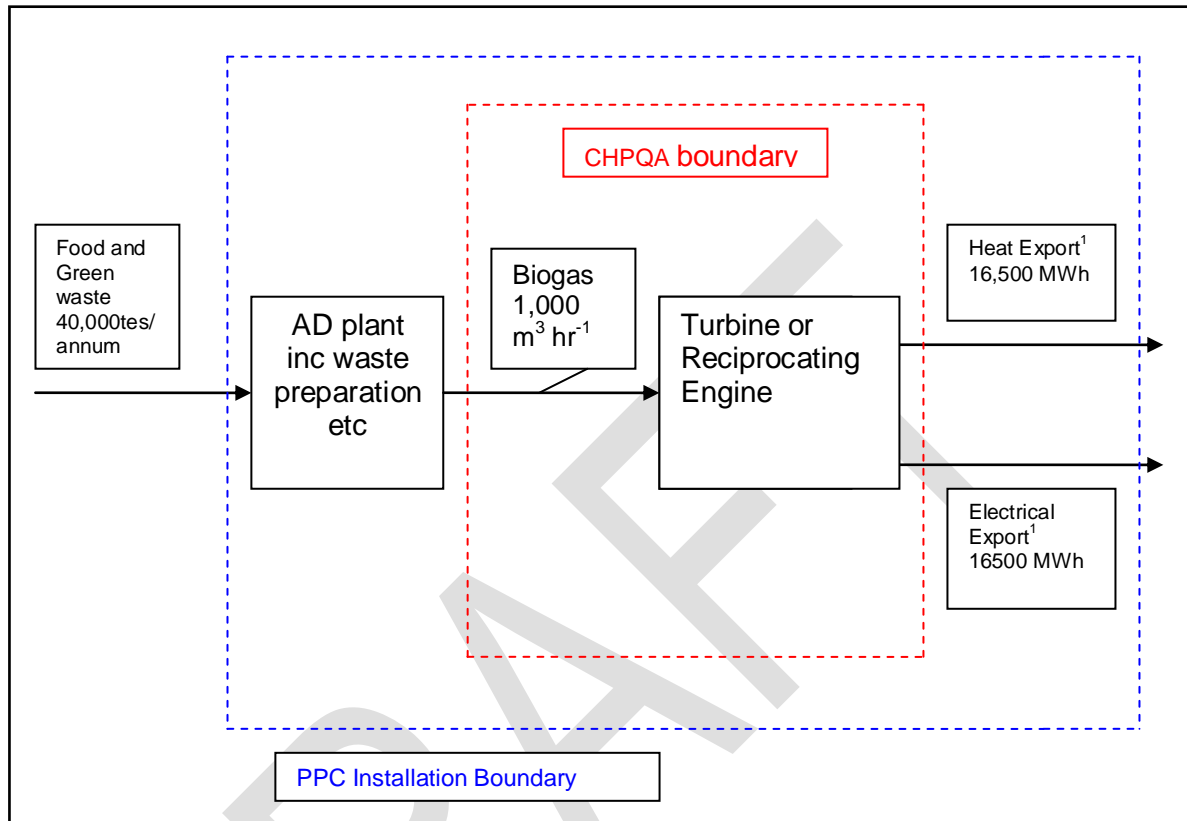 CHPQA boundary
Food and
Green
waste
40,000tes/
annum
AD plant
inc waste
preparation
etc
Biogas
1,000
m³ hr⁻¹
Turbine or
Reciprocating
Engine
Heat Export¹
16,500 MWh
Electrical
Export¹
16500 MWh
PPC Installation Boundary
DRAFT